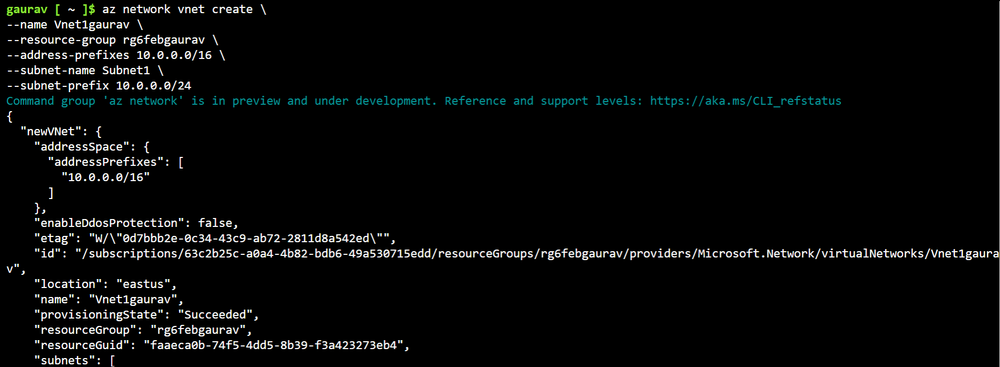 gaurav [ ~ ]$ az network vnet create \
--name Vnet1gaurav \
--resource-group rg6febgaurav \
--address-prefixes 10.0.0.0/16 \
--subnet-name Subnet1 \
--subnet-prefix 10.0.0.0/24
Command group 'az network' is in preview and under development. Reference and support levels: https://aka.ms/CLI_refstatus
{
  "newVNet": {
    "addressSpace": {
      "addressPrefixes": [
        "10.0.0.0/16"
      ]
    },
    "enableDdosProtection": false,
    "etag": "W/\"0d7bbb2e-0c34-43c9-ab72-2811d8a542ed\"",
    "id": "/subscriptions/63c2b25c-a0a4-4b82-bdb6-49a530715edd/resourceGroups/rg6febgaurav/providers/Microsoft.Network/virtualNetworks/Vnet1gaura
v",
    "location": "eastus",
    "name": "Vnet1gaurav",
    "provisioningState": "Succeeded",
    "resourceGroup": "rg6febgaurav",
    "resourceGuid": "faaeca0b-74f5-4dd5-8b39-f3a423273eb4",
    "subnets": [